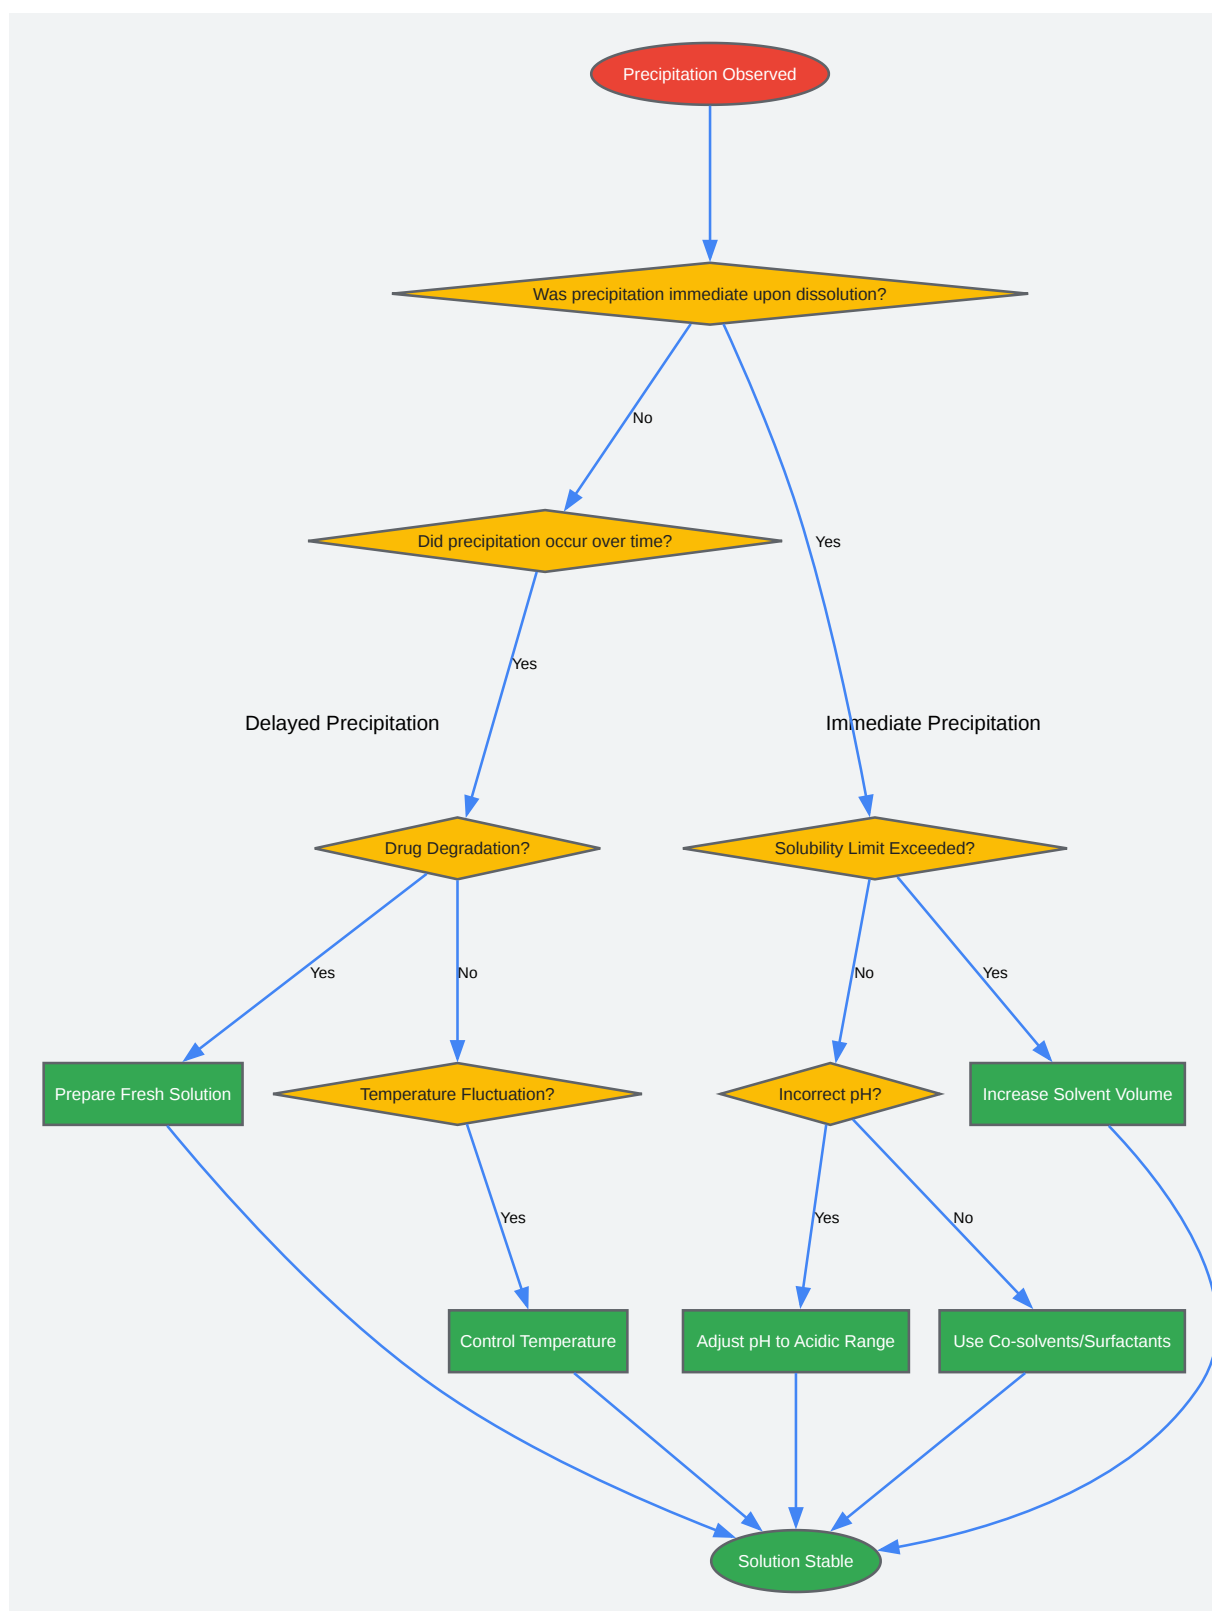 Precipitation Observed
Was precipitation immediate upon dissolution?
No
Did precipitation occur over time?
Yes
Yes
Delayed Precipitation
Immediate Precipitation
Drug Degradation?
Solubility Limit Exceeded?
Yes
No
No
Yes
Prepare Fresh Solution
Temperature Fluctuation?
Incorrect pH?
Increase Solvent Volume
Yes
Yes
No
Control Temperature
Adjust pH to Acidic Range
Use Co-solvents/Surfactants
Solution Stable